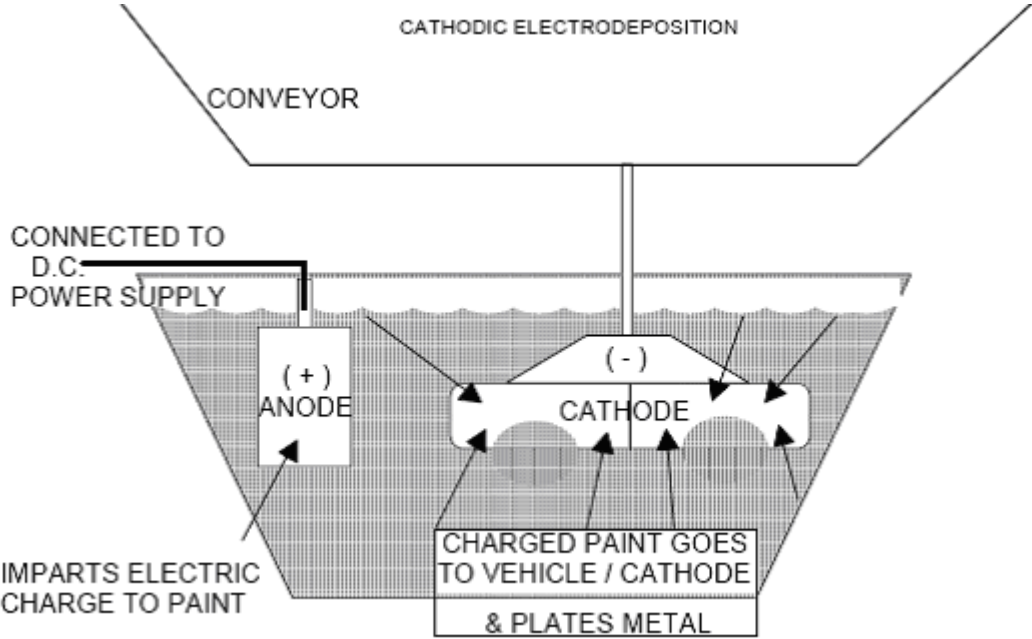 CATHODIC ELECTRODEPOSITION
CONVEYOR
CONNECTED TO
D.C.
POWER SUPPLY
( + )
ANODE
( - )
CATHODE
IMPARTS ELECTRIC
CHARGE TO PAINT
CHARGED PAINT GOES
TO VEHICLE / CATHODE
& PLATES METAL